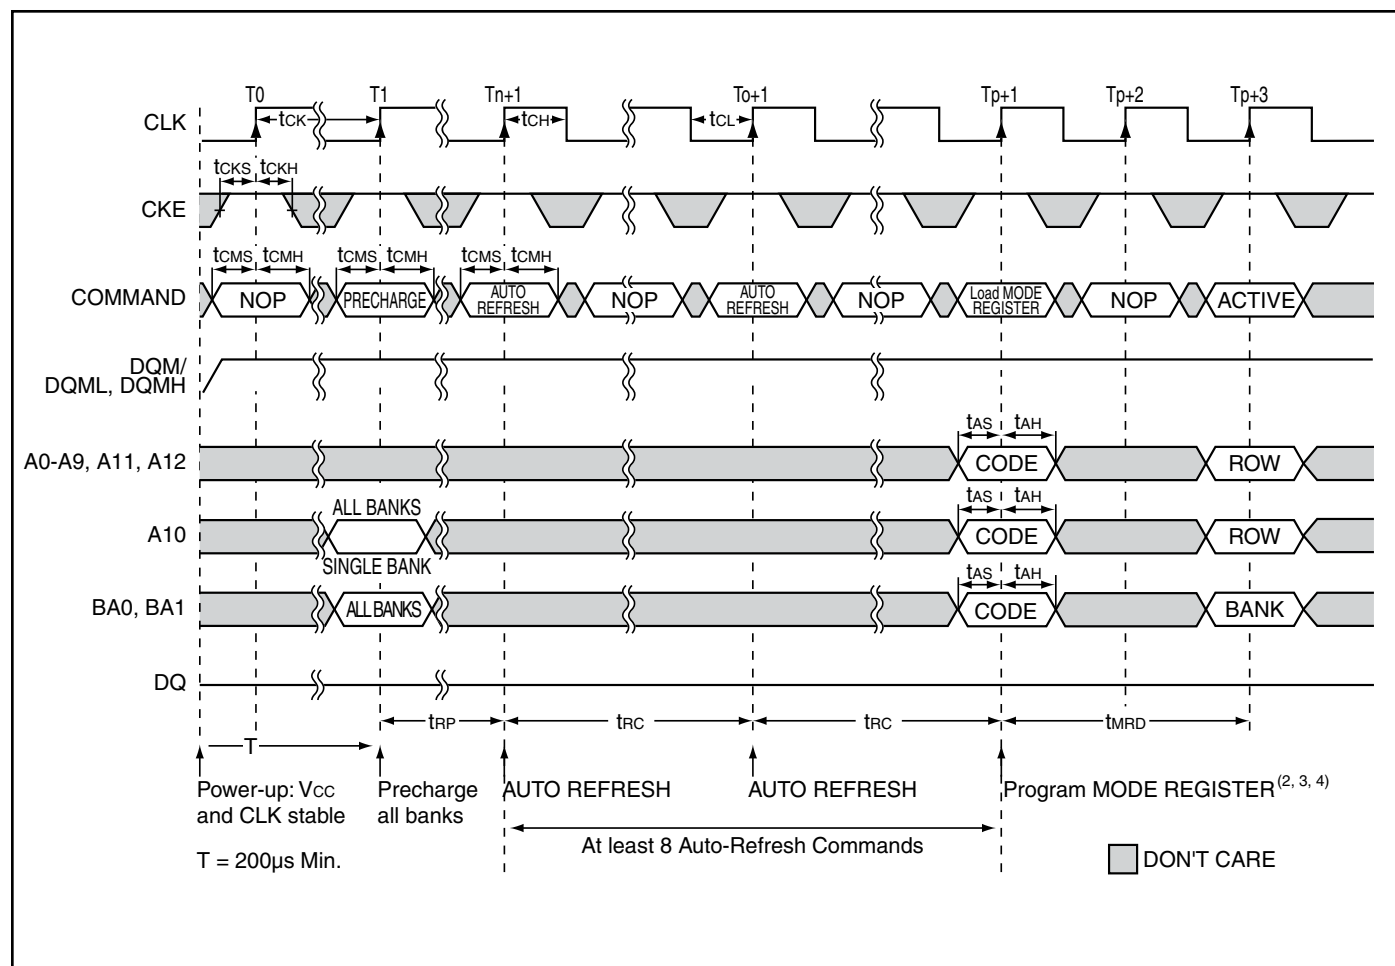 T0 T1 Tn+1 To+1 Tp+1 Tp+2 Tp+3
CLK tCK tCH tCL
tCKS tCKH
CKE
tCMS tCMH tCMS tCMH tCMS tCMH
COMMAND NOP PRECHARGE AUTO REFRESH NOP AUTO REFRESH NOP Load MODE REGISTER NOP ACTIVE
DQM/
DQML, DQMH
tAS tAH
A0-A9, A11, A12 CODE ROW
ALL BANKS tAS tAH
A10 CODE ROW
SINGLE BANK tAS tAH
BA0, BA1 ALL BANKS CODE BANK
DQ
tRP tRC tRC tMRD
T
Power-up: VCC Precharge AUTO REFRESH AUTO REFRESH Program MODE REGISTER(2, 3, 4)
and CLK stable all banks
At least 8 Auto-Refresh Commands
T = 200µs Min. DON'T CARE